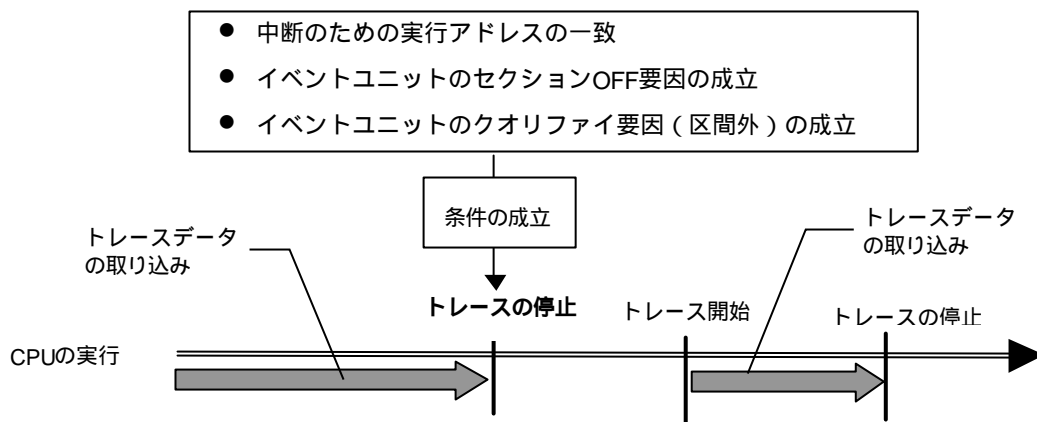 ● 中断のための実行アドレスの一致
● イベントユニットのセクションOFF要因の成立
● イベントユニットのクオリファイ要因（区間外）の成立
条件の成立
トレースデータ
の取り込み
トレースデータ
の取り込み
トレースの停止
トレース開始
トレースの停止
CPUの実行